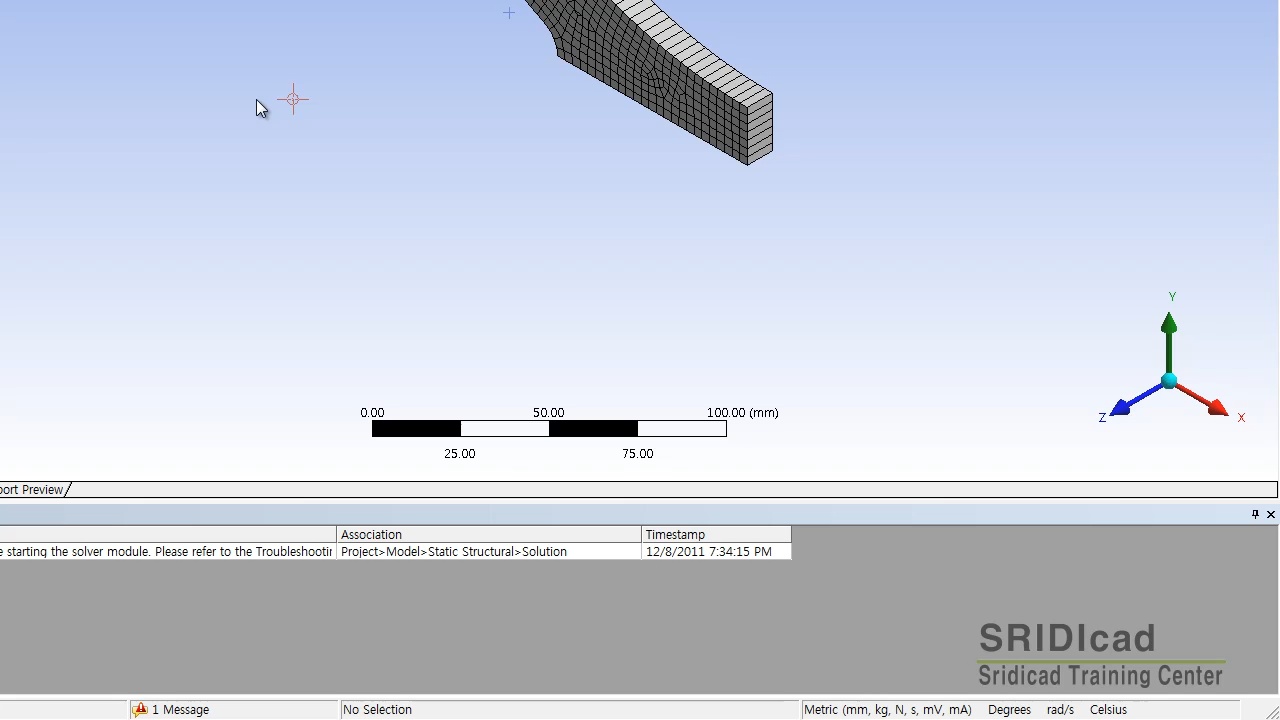 Y
Z
X
0.00 50.00 100.00 (mm)
25.00 75.00
port Preview
Association Timestamp
e starting the solver module. Please refer to the Troubleshootin Project>Model>Static Structural>Solution 12/8/2011 7:34:15 PM
SRIDIcad
Sridicad Training Center
1 Message No Selection Metric (mm, kg, N, s, mV, mA) Degrees rad/s Celsius